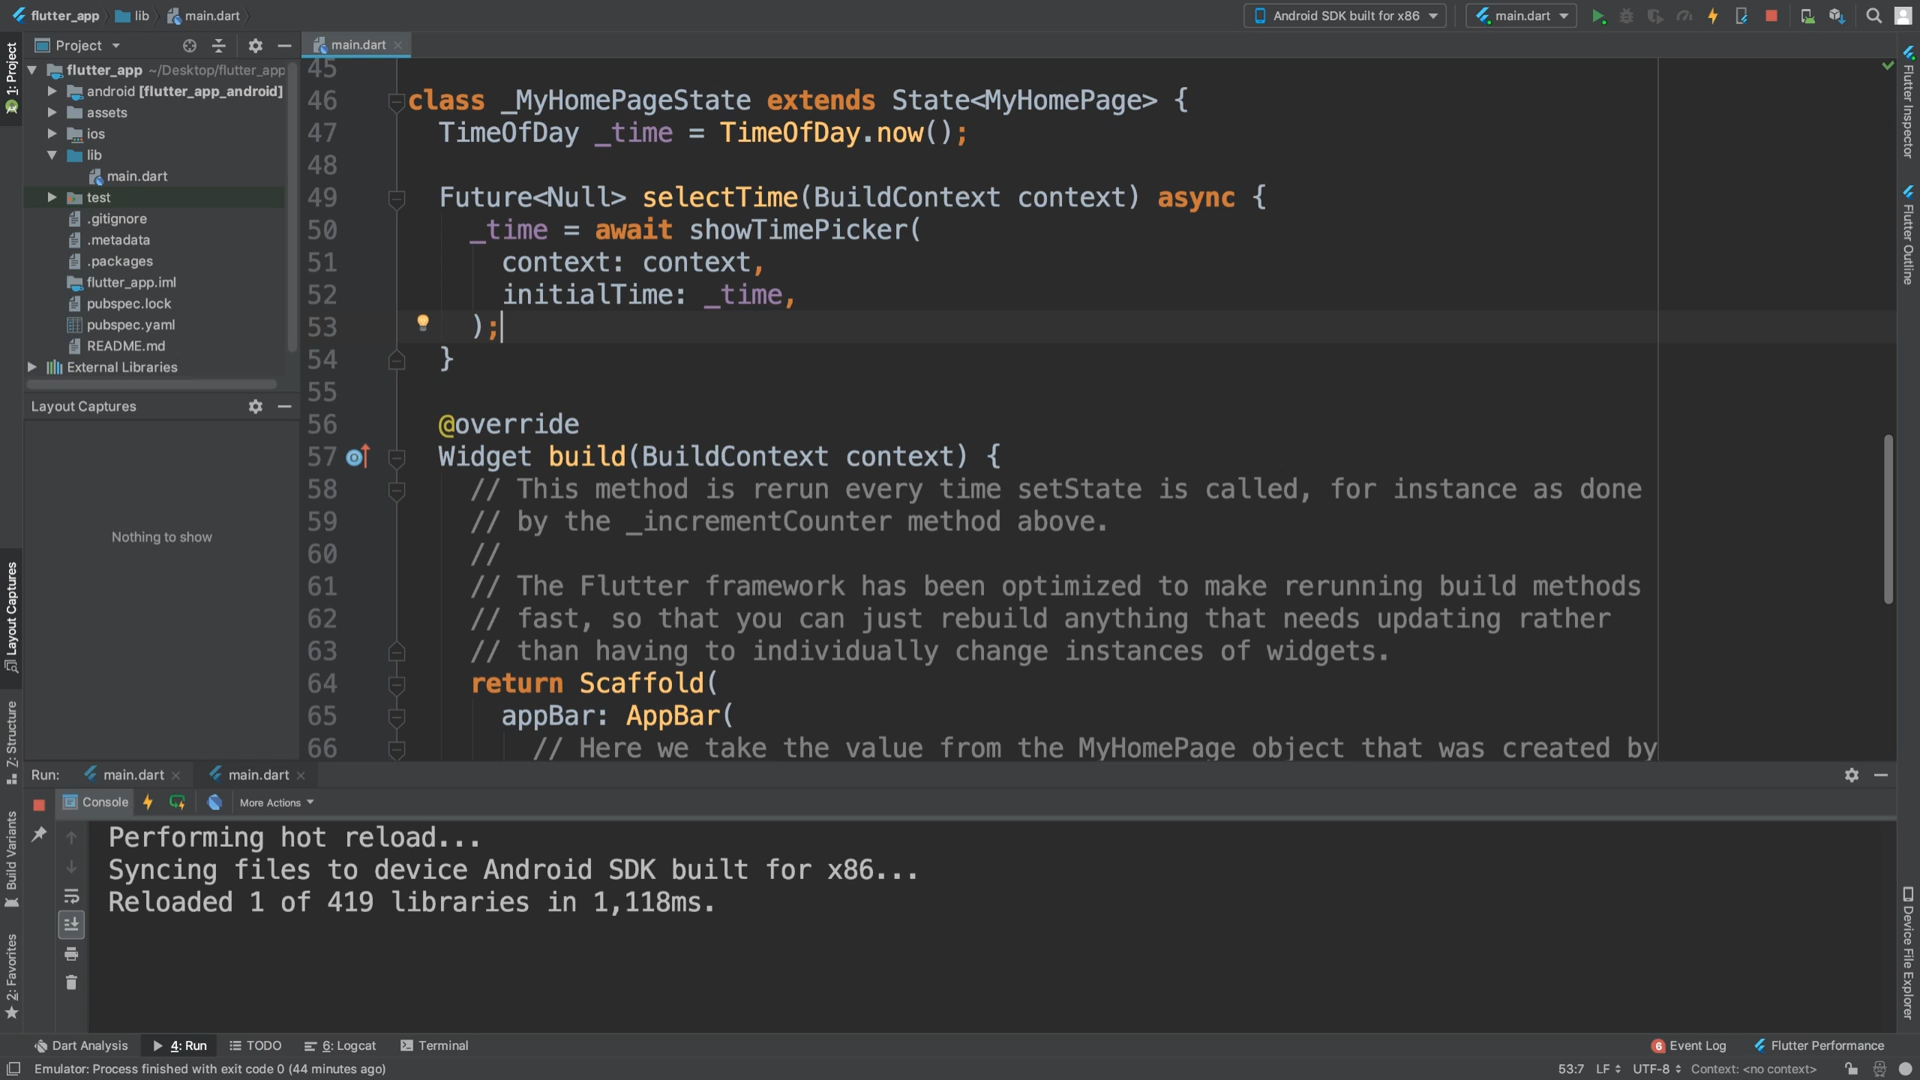 flutter_app lib main.dart Android SDK built for x86 main.dart
1: Project
Project
main.dart
flutter_app ~/Desktop/flutter_app
android [flutter_app_android]
assets
ios
lib
main.dart
test
.gitignore
.metadata
.packages
flutter_app.iml
pubspec.lock
pubspec.yaml
README.md
External Libraries
Layout Captures
Nothing to show
Layout Captures
Z: Structure
Build Variants
2: Favorites
45
46 class _MyHomePageState extends State<MyHomePage> {
47 TimeOfDay _time = TimeOfDay.now();
48
49 Future<Null> selectTime(BuildContext context) async {
50 _time = await showTimePicker(
51 context: context,
52 initialTime: _time,
53 );
54 }
55
56 @override
57 Widget build(BuildContext context) {
58 // This method is rerun every time setState is called, for instance as done
59 // by the _incrementCounter method above.
60 //
61 // The Flutter framework has been optimized to make rerunning build methods
62 // fast, so that you can just rebuild anything that needs updating rather
63 // than having to individually change instances of widgets.
64 return Scaffold(
65 appBar: AppBar(
66 // Here we take the value from the MyHomePage object that was created by
Flutter Inspector
Flutter Outline
Device File Explorer
Run: main.dart main.dart
Console More Actions
Performing hot reload...
Syncing files to device Android SDK built for x86...
Reloaded 1 of 419 libraries in 1,118ms.
Dart Analysis 4: Run TODO 6: Logcat Terminal 6 Event Log Flutter Performance
Emulator: Process finished with exit code 0 (44 minutes ago) 53:7 LF UTF-8 Context: <no context>